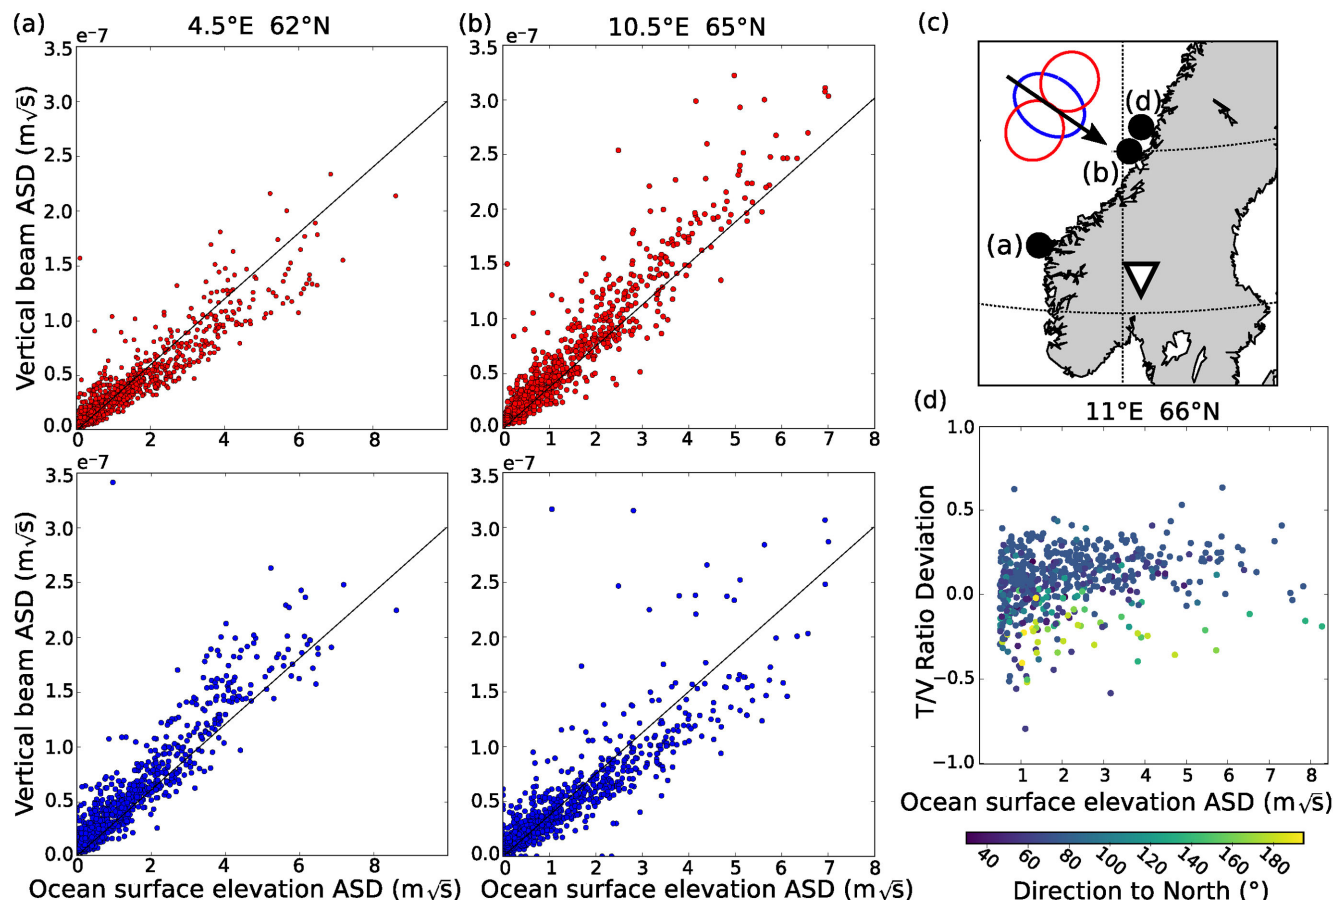 (a) 4.5°E 62°N
(b) 10.5°E 65°N
(c)
e−7
3.5
3.0
2.5
2.0
1.5
1.0
0.5
0.0
Vertical beam ASD (m√s)
0 2 4 6 8
e−7
3.5
3.0
2.5
2.0
1.5
1.0
0.5
0.0
0 1 2 3 4 5 6 7 8
(d)
(b)
(a)
e−7
3.5
3.0
2.5
2.0
1.5
1.0
0.5
0.0
Vertical beam ASD (m√s)
0 2 4 6 8
Ocean surface elevation ASD (m√s)
e−7
3.5
3.0
2.5
2.0
1.5
1.0
0.5
0.0
0 1 2 3 4 5 6 7 8
Ocean surface elevation ASD (m√s)
(d) 11°E 66°N
1.0
0.5
0.0
−0.5
−1.0
T/V Ratio Deviation
1 2 3 4 5 6 7 8
Ocean surface elevation ASD (m√s)
40 60 80 100 120 140 160 180
Direction to North (°)